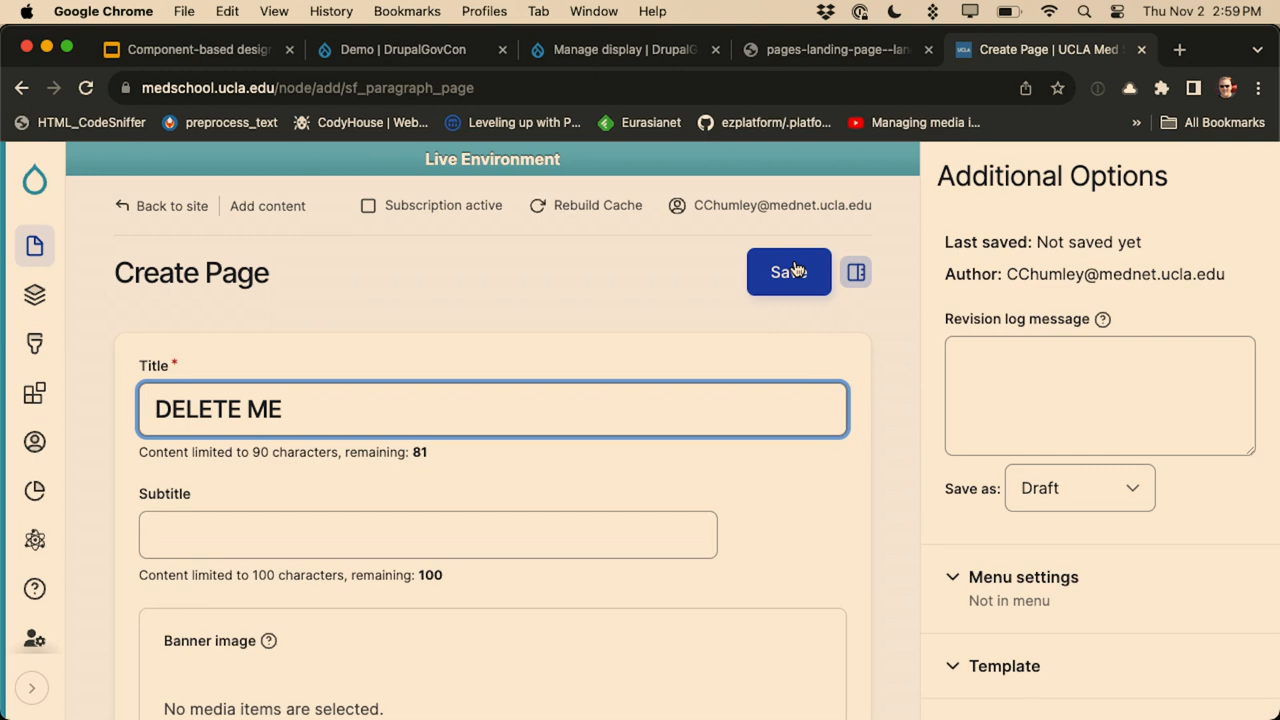 Google Chrome File Edit View History Bookmarks Profiles Tab Window Help Thu Nov 2 2:59 PM
Component-based design Demo | DrupalGovCon Manage display | DrupalG pages-landing-page--lan Create Page | UCLA Med
medschool.ucla.edu/node/add/sf_paragraph_page
HTML_CodeSniffer preprocess_text CodyHouse | Web... Leveling up with P... Eurasianet ezplatform/.platfo... Managing media i... » All Bookmarks
Live Environment
Back to site Add content Subscription active Rebuild Cache CChumley@mednet.ucla.edu
Create Page
Save
Title *
DELETE ME
Content limited to 90 characters, remaining: 81
Subtitle
Content limited to 100 characters, remaining: 100
Banner image ?
No media items are selected.
Additional Options
Last saved: Not saved yet
Author: CChumley@mednet.ucla.edu
Revision log message ?
Save as: Draft
Menu settings
Not in menu
Template